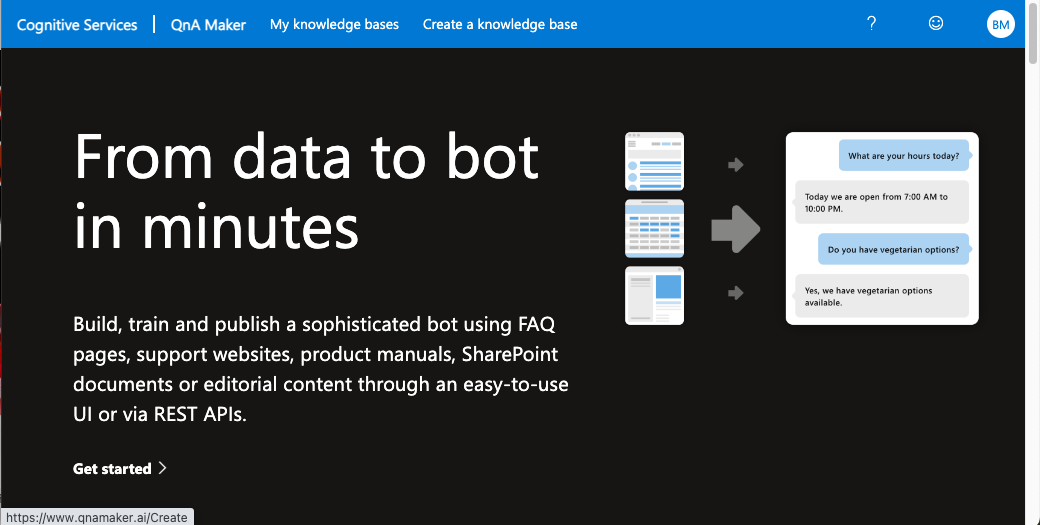 Cognitive Services | QnA Maker My knowledge bases Create a knowledge base ? BM
From data to bot
in minutes
Build, train and publish a sophisticated bot using FAQ
pages, support websites, product manuals, SharePoint
documents or editorial content through an easy-to-use
UI or via REST APIs.
Get started
What are your hours today?
Today we are open from 7:00 AM to
10:00 PM.
Do you have vegetarian options?
Yes, we have vegetarian options
available.
https://www.qnamaker.ai/Create